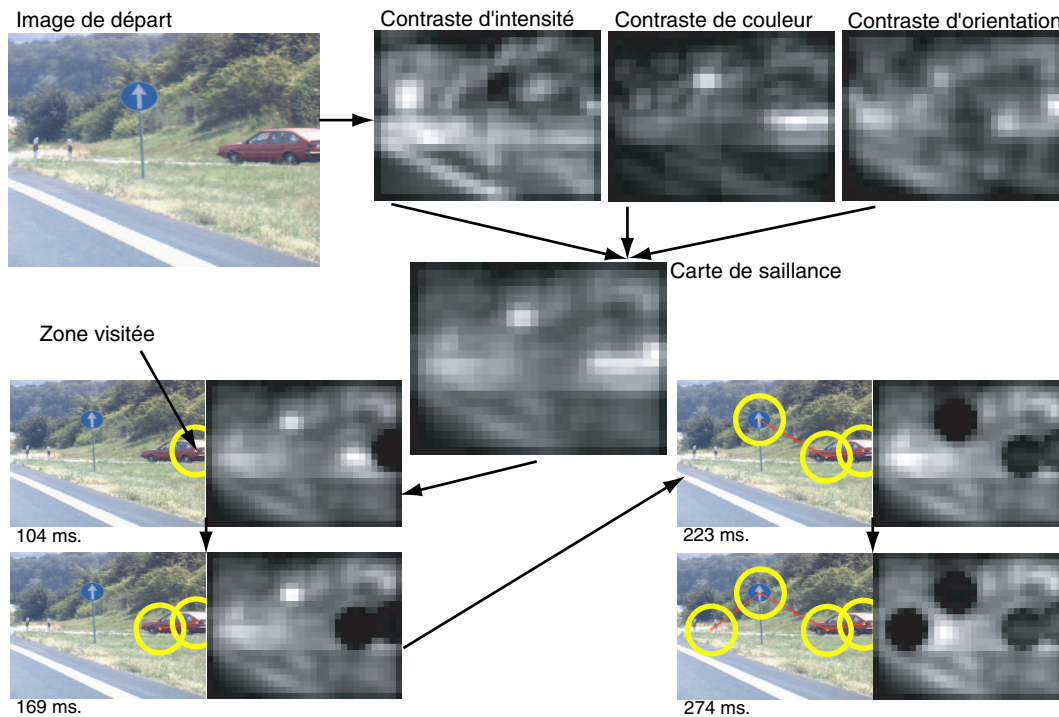 Image de départ
Contraste d'intensité
Contraste de couleur
Contraste d'orientation
Carte de saillance
Zone visitée
104 ms.
223 ms.
169 ms.
274 ms.